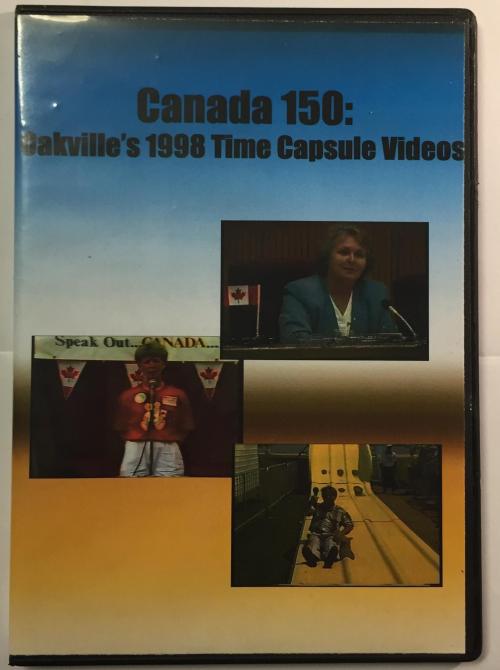 Canada 150:
Oakville's 1998 Time Capsule Videos
Speak Out...CANADA....